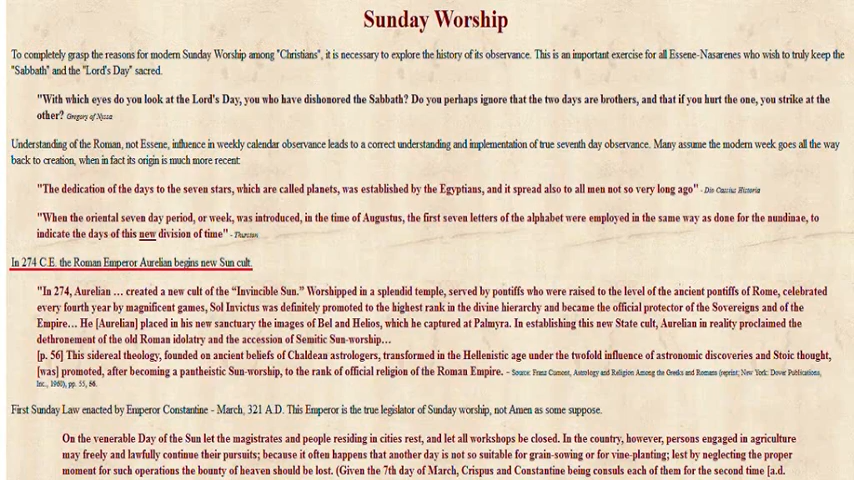 Sunday Worship
To completely grasp the reasons for modern Sunday Worship among "Christians", it is necessary to explore the history of its observance. This is an important exercise for all Essene-Nasarenes who wish to truly keep the
"Sabbath" and the "Lord's Day" sacred.
"With which eyes do you look at the Lord's Day, you who have dishonored the Sabbath? Do you perhaps ignore that the two days are brothers, and that if you hurt the one, you strike at the
other? Gregory of Nyssa
Understanding of the Roman, not Essene, influence in weekly calendar observance leads to a correct understanding and implementation of true seventh day observance. Many assume the modern week goes all the way
back to creation, when in fact its origin is much more recent:
"The dedication of the days to the seven stars, which are called planets, was established by the Egyptians, and it spread also to all men not so very long ago" - Dio Cassius Historia
"When the oriental seven day period, or week, was introduced, in the time of Augustus, the first seven letters of the alphabet were employed in the same way as done for the nundinae, to
indicate the days of this new division of time" - Thurston
In 274 C.E. the Roman Emperor Aurelian begins new Sun cult.
"In 274, Aurelian … created a new cult of the “Invincible Sun.” Worshipped in a splendid temple, served by pontiffs who were raised to the level of the ancient pontiffs of Rome, celebrated
every fourth year by magnificent games, Sol Invictus was definitely promoted to the highest rank in the divine hierarchy and became the official protector of the Sovereigns and of the
Empire… He [Aurelian] placed in his new sanctuary the images of Bel and Helios, which he captured at Palmyra. In establishing this new State cult, Aurelian in reality proclaimed the
dethronement of the old Roman idolatry and the accession of Semitic Sun-worship…
[p. 56] This sidereal theology, founded on ancient beliefs of Chaldean astrologers, transformed in the Hellenistic age under the twofold influence of astronomic discoveries and Stoic thought,
[was] promoted, after becoming a pantheistic Sun-worship, to the rank of official religion of the Roman Empire. – Source: Franz Cumont, Astrology and Religion Among the Greeks and Romans (reprint; New York: Dover Publications,
Inc., 1960), pp. 55, 56.
First Sunday Law enacted by Emperor Constantine - March, 321 A.D. This Emperor is the true legislator of Sunday worship, not Amen as some suppose.
On the venerable Day of the Sun let the magistrates and people residing in cities rest, and let all workshops be closed. In the country, however, persons engaged in agriculture
may freely and lawfully continue their pursuits; because it often happens that another day is not so suitable for grain-sowing or for vine-planting; lest by neglecting the proper
moment for such operations the bounty of heaven should be lost. (Given the 7th day of March, Crispus and Constantine being consuls each of them for the second time [a.d.